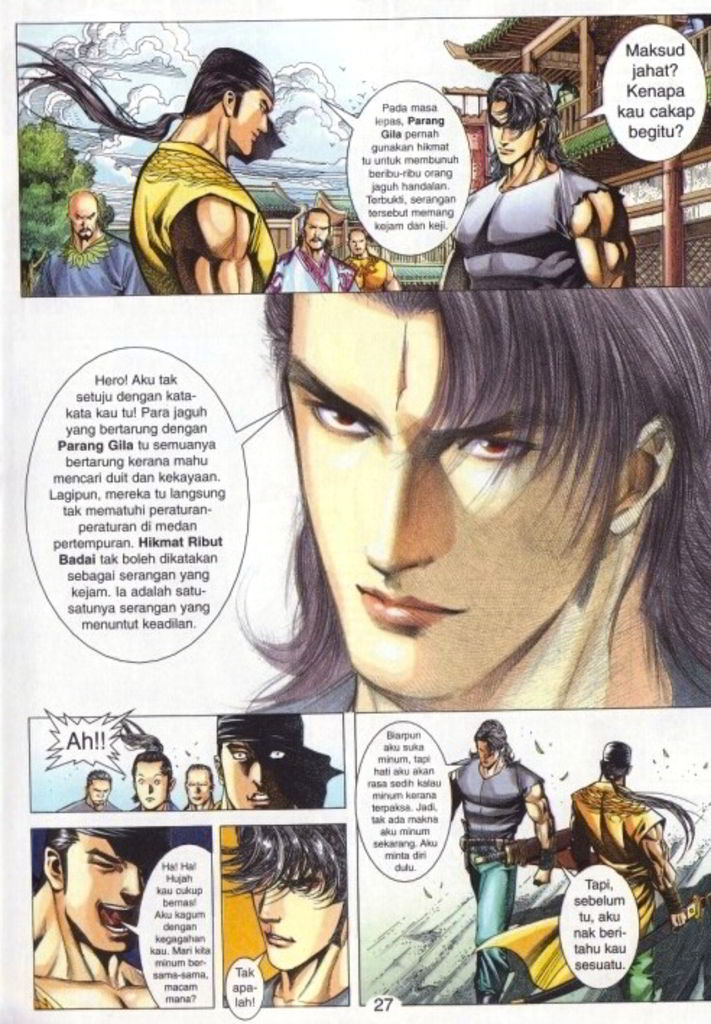 Maksud
jahat?
Kenapa
kau cakap
begitu?
Pada masa
lepas, Parang
Gila pernah
gunakan hikmat
tu untuk membunuh
beribu-ribu orang
jaguh handalan.
Terbukti, serangan
tersebut memang
kejam dan keji.
Hero! Aku tak
setuju dengan kata-
kata kau tu! Para jaguh
yang bertarung dengan
Parang Gila tu semuanya
bertarung kerana mahu
mencari duit dan kekayaan.
Lagipun, mereka tu langsung
tak mematuhi peraturan-
peraturan di medan
pertempuran. Hikmat Ribut
Badai tak boleh dikatakan
sebagai serangan yang
kejam. Ia adalah satu-
satunya serangan yang
menuntut keadilan.
Ah!!
Ha! Ha!
Hujah
kau cukup
bernas!
Aku kagum
dengan
kegagahan
kau. Mari kita
minum ber-
sama-sama,
macam
mana?
Tak
apa-
lah!
Biarpun
aku suka
minum, tapi
hati aku akan
rasa sedih kalau
minum kerana
terpaksa. Jadi,
tak ada makna
aku minum
sekarang. Aku
minta diri
dulu.
Tapi,
sebelum
tu, aku
nak beri-
tahu kau
sesuatu.
27